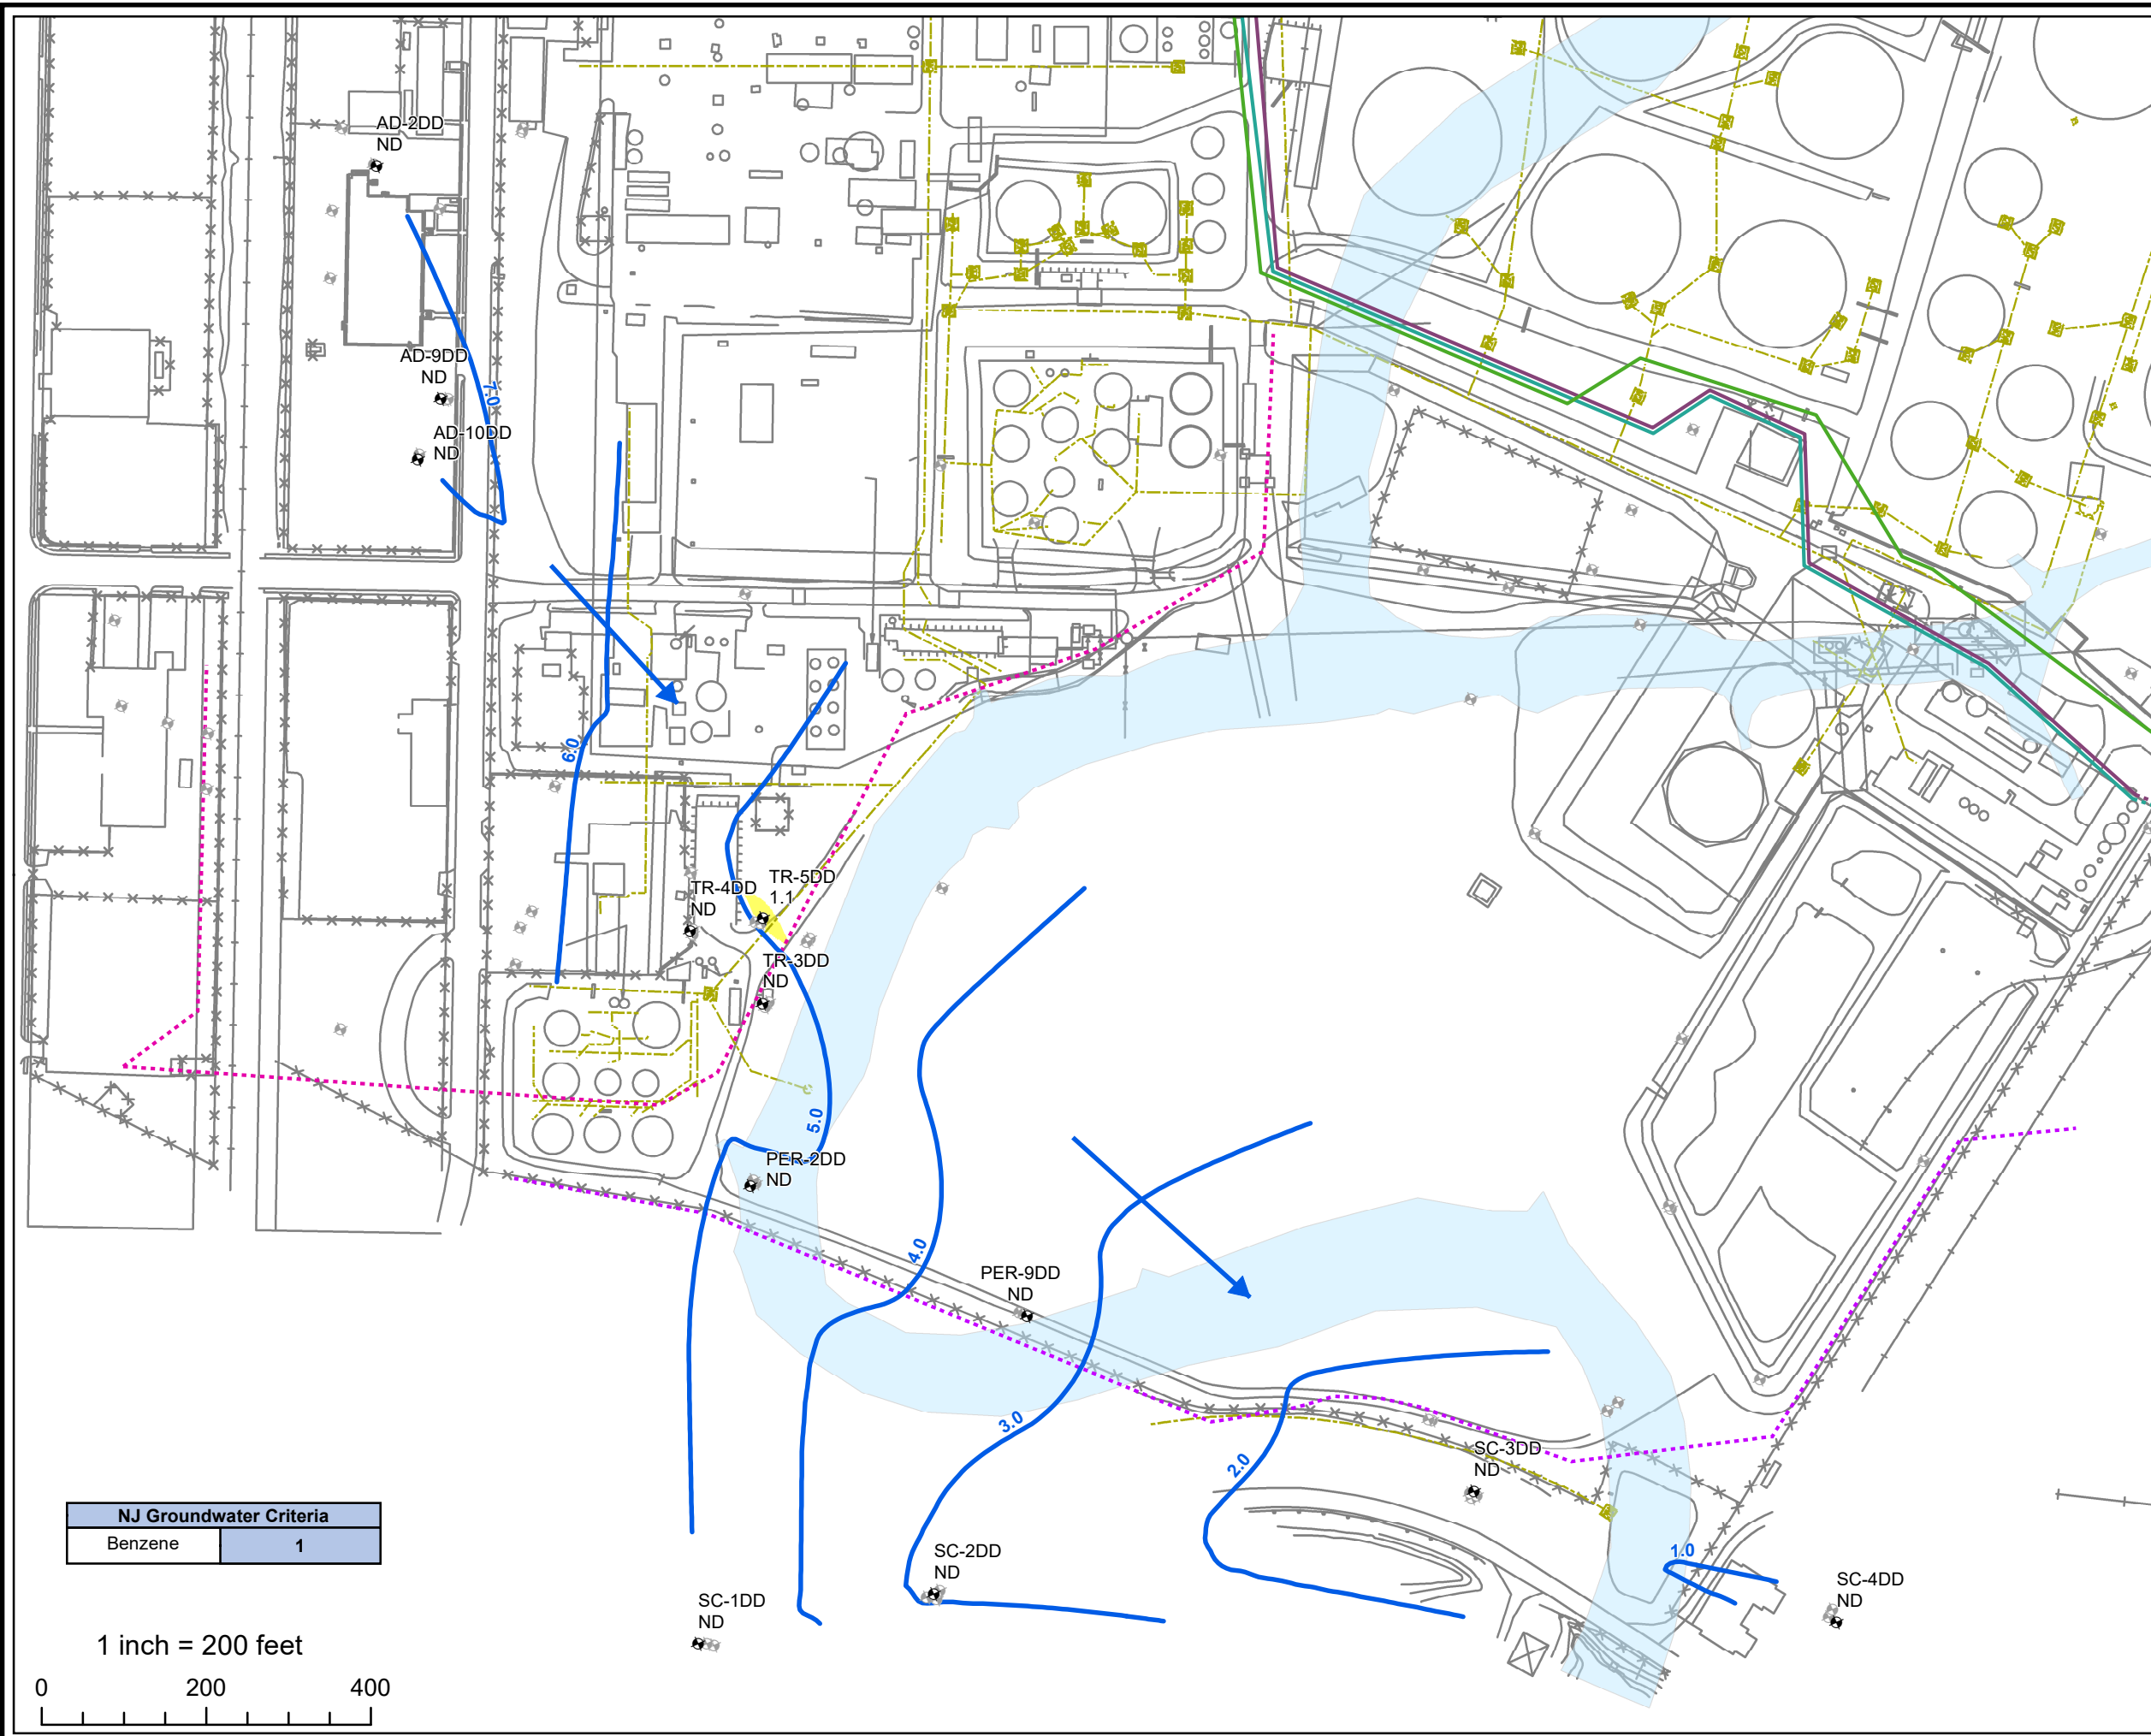 AD-2DD
ND
AD-9DD
ND
7.0
AD-10DD
ND
6.0
TR-5DD
1.1
TR-4DD
ND
TR-3DD
ND
5.0
PER-2DD
ND
4.0
PER-9DD
ND
3.0
2.0
SC-3DD
ND
NJ Groundwater Criteria
Benzene 1
1.0
SC-2DD
ND
SC-4DD
ND
SC-1DD
ND
1 inch = 200 feet
0 200 400